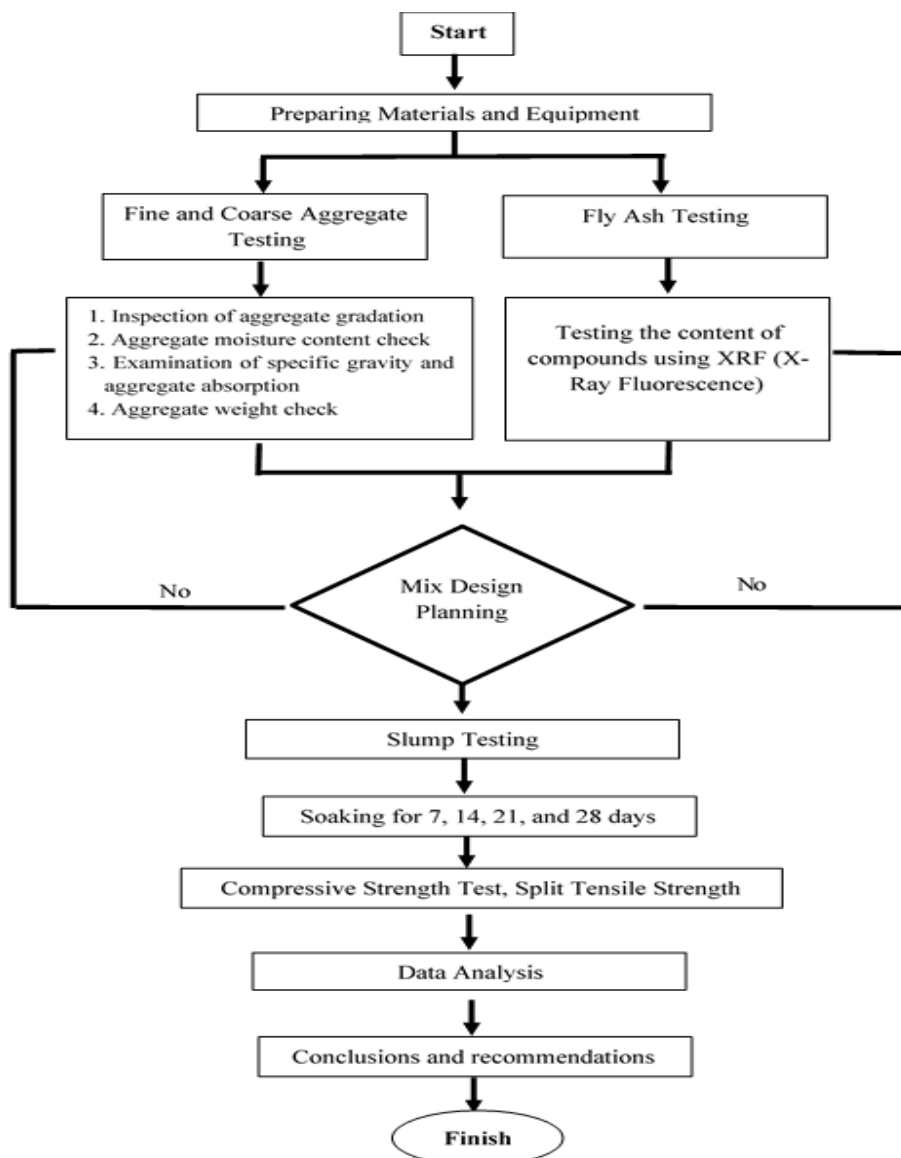 Start
Preparing Materials and Equipment
Fine and Coarse Aggregate
Testing
Fly Ash Testing
1. Inspection of aggregate gradation
2. Aggregate moisture content check
3. Examination of specific gravity and
aggregate absorption
4. Aggregate weight check
Testing the content of
compounds using XRF (X-
Ray Fluorescence)
No
Mix Design
Planning
No
Slump Testing
Soaking for 7, 14, 21, and 28 days
Compressive Strength Test, Split Tensile Strength
Data Analysis
Conclusions and recommendations
Finish